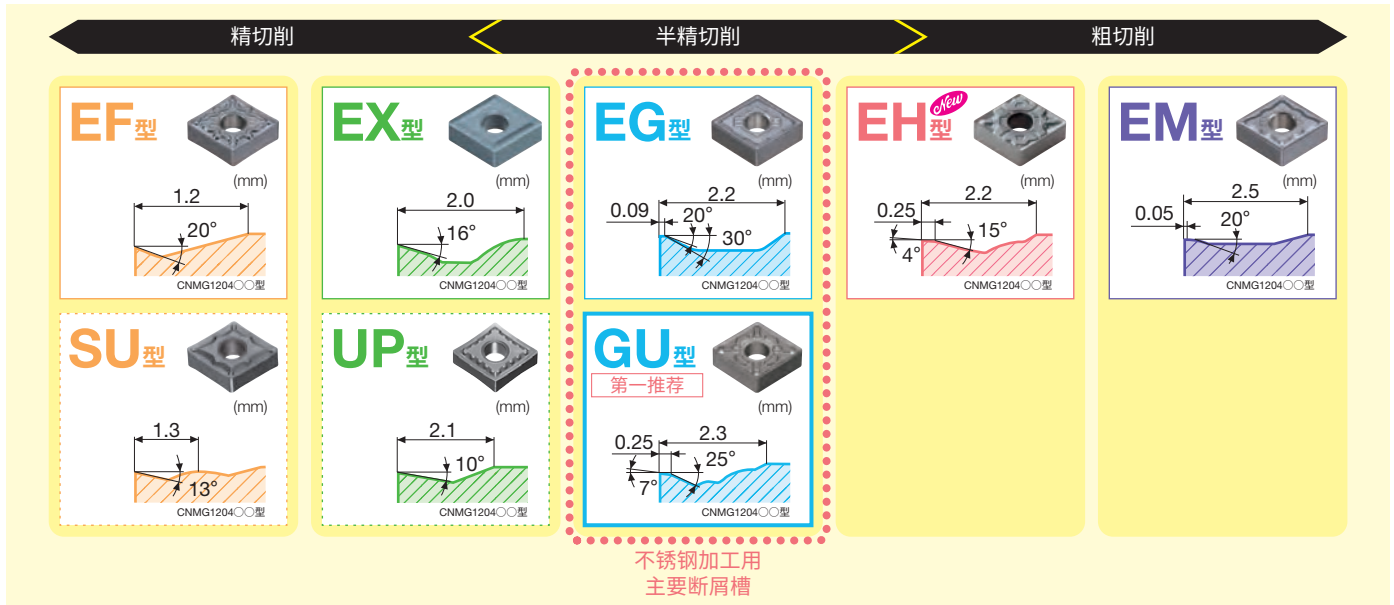 精切削
半精切削
粗切削
EF型
(mm)
1.2
20°
CNMG1204○○型
EX型
(mm)
2.0
16°
CNMG1204○○型
EG型
(mm)
2.2
0.09
20°
30°
CNMG1204○○型
EH型
New
(mm)
2.2
0.25
15°
4°
CNMG1204○○型
EM型
(mm)
2.5
0.05
20°
CNMG1204○○型
SU型
(mm)
1.3
13°
CNMG1204○○型
UP型
(mm)
2.1
10°
CNMG1204○○型
GU型
第一推荐
(mm)
2.3
0.25
25°
7°
CNMG1204○○型
不锈钢加工用
主要断屑槽